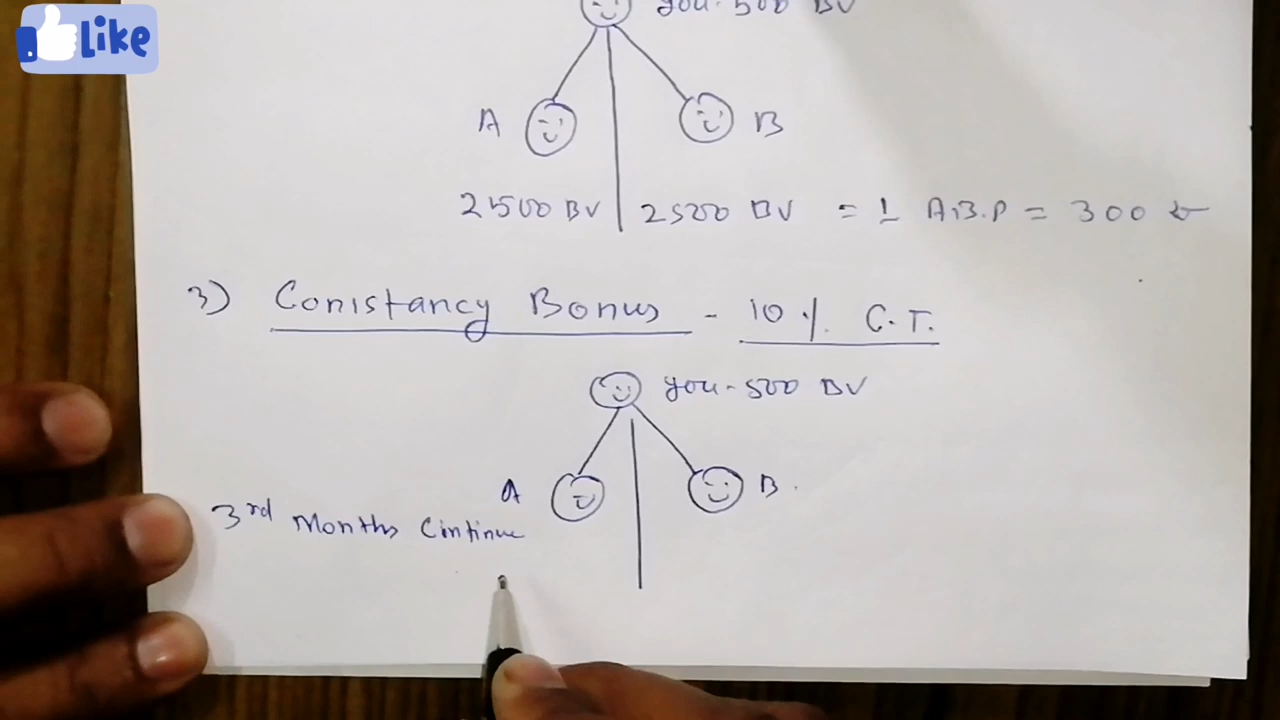 Like
you-500 BV
A
B
2500 BV 2500 BV = 1 A.B.P = 300
3) Conistancy Bonus - 10 %. C.T.
you-500 BV
A
B
3rd Months Continue